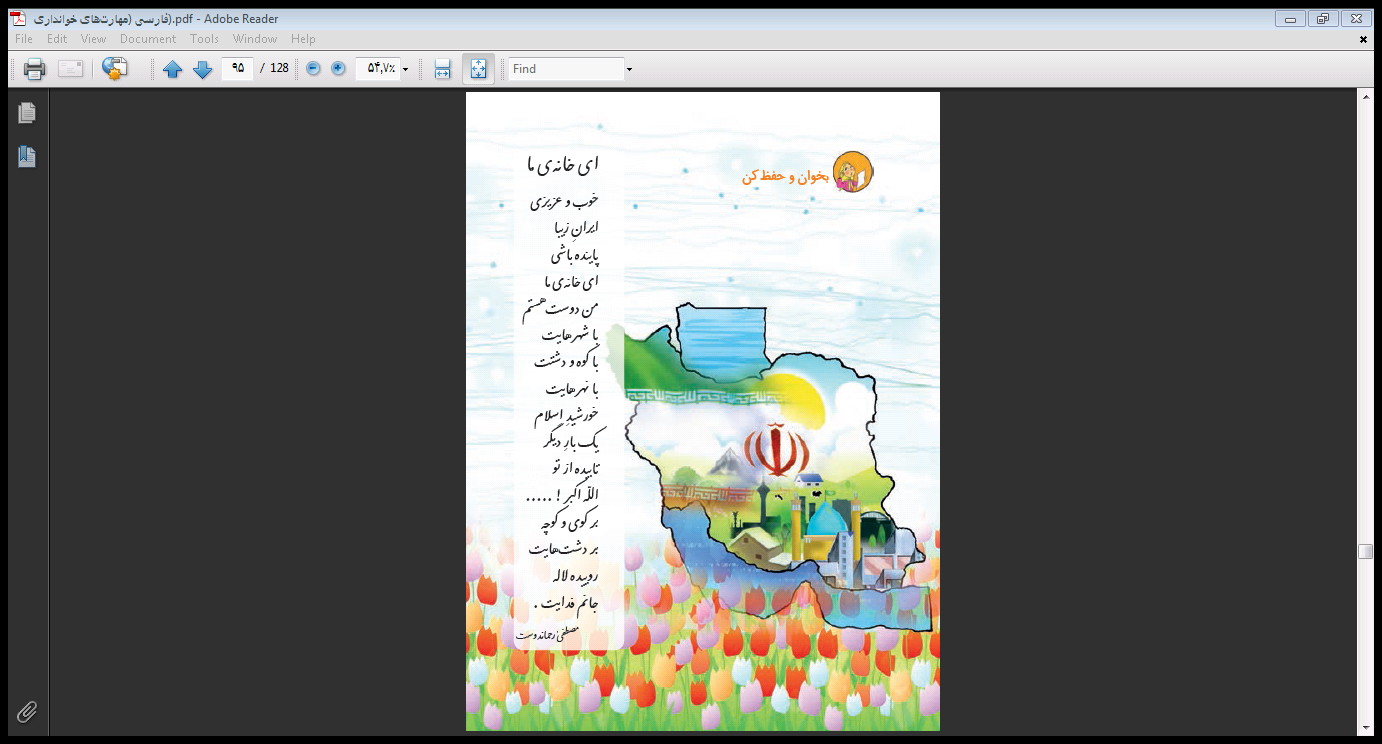 فارسی (مهارت‌های خوانداری).pdf - Adobe Reader
File Edit View Document Tools Window Help
۹۵ / 128 ۵۴,۷٪ Find
بخوان و حفظ کن
ای خانه‌ی ما
خوب و عزیزی
ایرانِ زیبا
پاینده باشی
ای خانه‌ی ما
من دوست هستم
با شهرهایت
با کوه و دشتت
با نهرهایت
خورشیدِ اسلام
یک بارِ دیگر
تابیده از تو
اللّه اکبر ! .....
بر کوی و کوچه
بر دشت‌هایت
روییده لاله
جانم فدایت .
مصطفیٰ رحماندوست